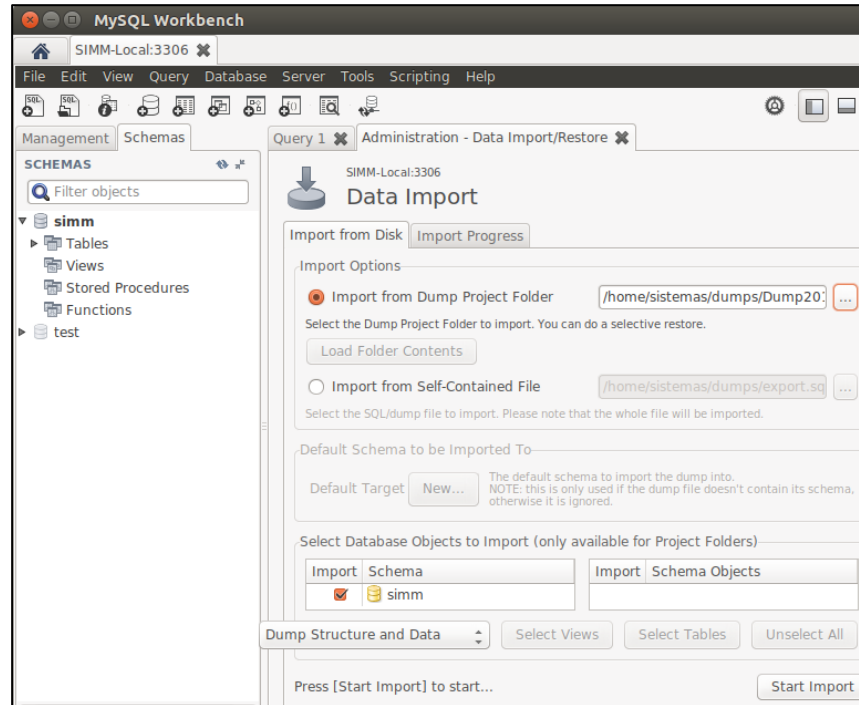 MySQL Workbench
SIMM-Local:3306
File Edit View Query Database Server Tools Scripting Help
SQL SQL
Management Schemas Query 1 Administration - Data Import/Restore
SCHEMAS
Filter objects
simm
Tables
Views
Stored Procedures
Functions
test
SIMM-Local:3306
Data Import
Import from Disk Import Progress
Import Options
Import from Dump Project Folder /home/sistemas/dumps/Dump201 ...
Select the Dump Project Folder to import. You can do a selective restore.
Load Folder Contents
Import from Self-Contained File /home/sistemas/dumps/export.sq ...
Select the SQL/dump file to import. Please note that the whole file will be imported.
Default Schema to be Imported To
Default Target New...
The default schema to import the dump into.
NOTE: this is only used if the dump file doesn't contain its schema,
otherwise it is ignored.
Select Database Objects to Import (only available for Project Folders)
Import Schema Import Schema Objects
simm
Dump Structure and Data Select Views Select Tables Unselect All
Press [Start Import] to start... Start Import